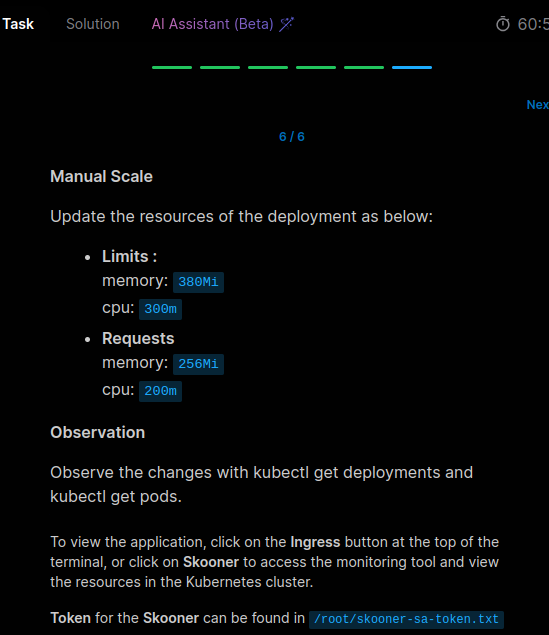 Task Solution AI Assistant (Beta) 60:5
Nex
6 / 6
Manual Scale
Update the resources of the deployment as below:
• Limits :
memory: 380Mi
cpu: 300m
• Requests
memory: 256Mi
cpu: 200m
Observation
Observe the changes with kubectl get deployments and
kubectl get pods.
To view the application, click on the Ingress button at the top of the
terminal, or click on Skooner to access the monitoring tool and view
the resources in the Kubernetes cluster.
Token for the Skooner can be found in /root/skooner-sa-token.txt